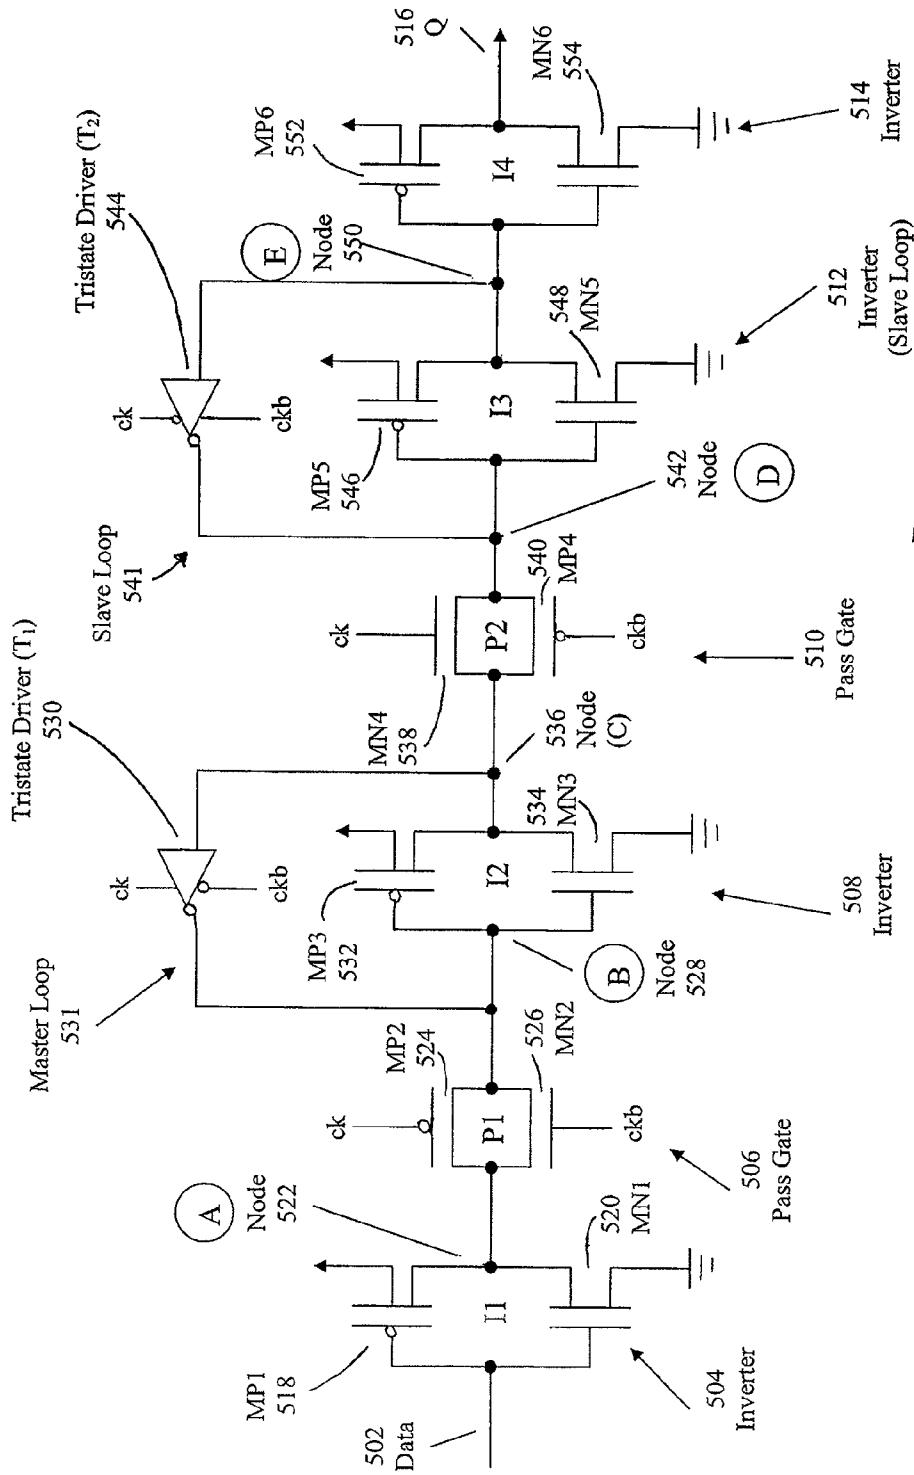 Tristate Driver (T₁)
530
Tristate Driver (T₂)
544
Master Loop
531
Slave Loop
541
ck
ckb
ck
ckb
A
Node
522
E
Node
550
516
Q
MP1
518
MP2
524
MP3
532
MN4
538
MP5
546
MP6
552
ck
ck
502
Data
I1
P1
I2
P2
I3
I4
520
MN1
526
MN2
534
MN3
540
MP4
548
MN5
MN6
554
ckb
ckb
B
Node
528
536
Node
(C)
542
Node
D
504
Inverter
506
Pass Gate
508
Inverter
510
Pass Gate
512
Inverter
(Slave Loop)
514
Inverter